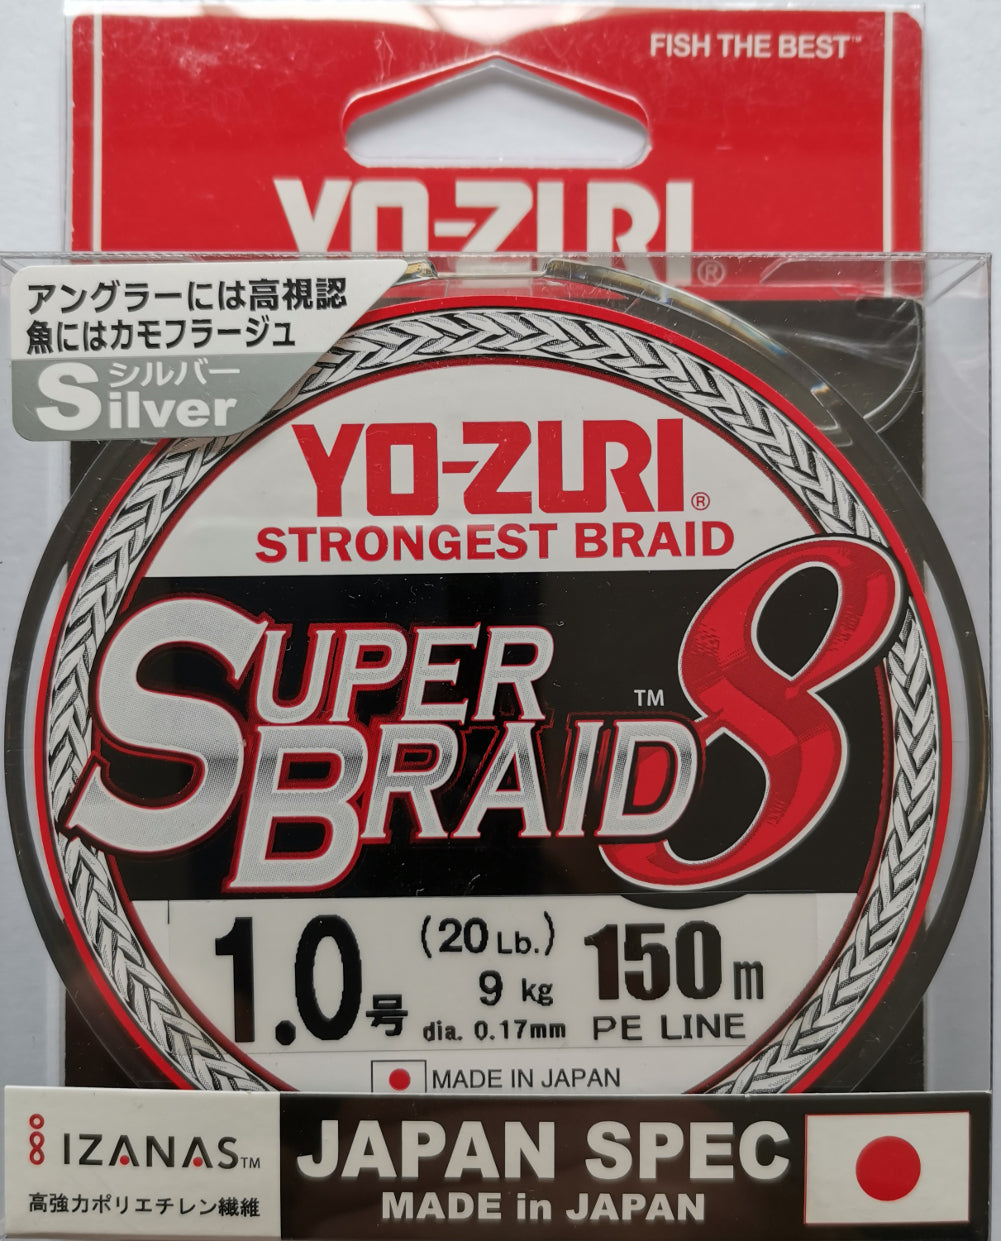 FISH THE BEST™
YO-ZURI®
アングラーには高視認
魚にはカモフラージュ
シルバー
Silver
YO-ZURI®
STRONGEST BRAID
SUPER
BRAID™ 8
1.0号
(20 Lb.)
9 kg
dia. 0.17mm
150m
PE LINE
MADE IN JAPAN
IZANAS™
高強力ポリエチレン繊維
JAPAN SPEC
MADE in JAPAN